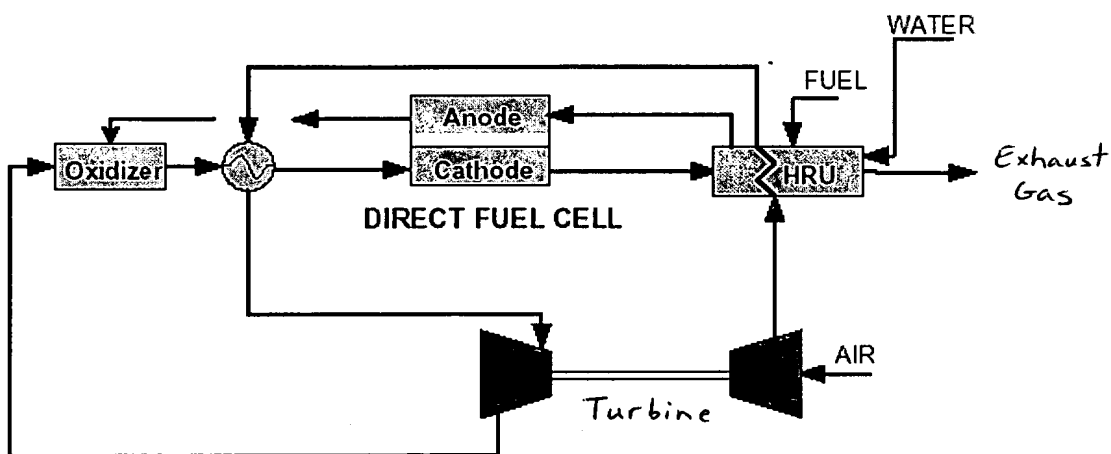 WATER
FUEL
Anode
Oxidizer
Cathode
HRU
Exhaust
Gas
DIRECT FUEL CELL
AIR
Turbine